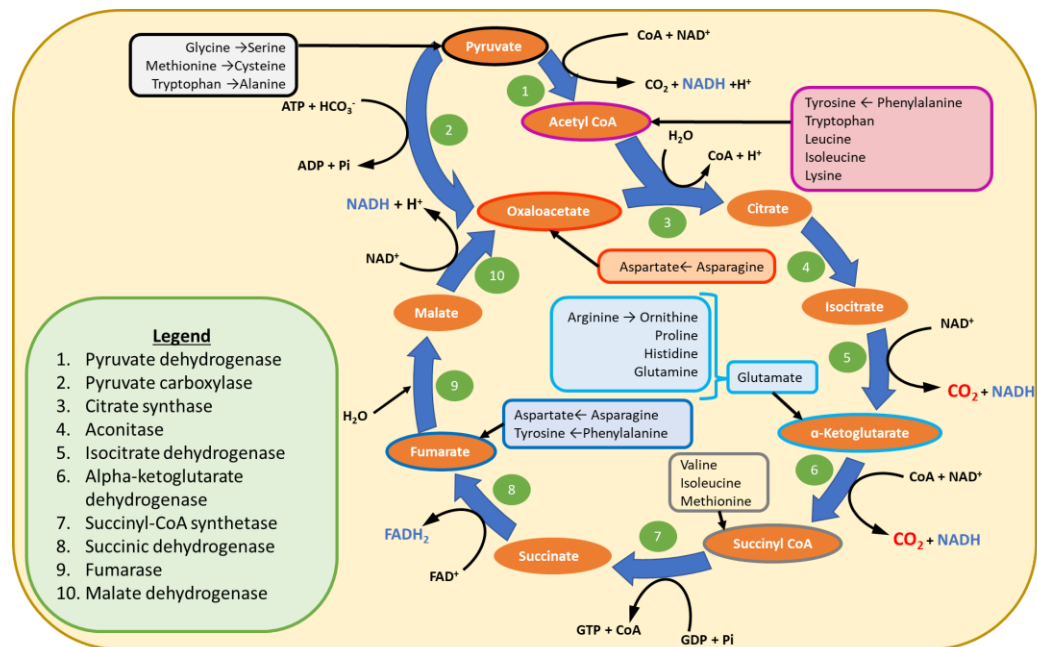 Glycine →Serine
Methionine →Cysteine
Tryptophan →Alanine
Pyruvate
CoA + NAD⁺
CO₂ + NADH +H⁺
1
ATP + HCO₃⁻
2
ADP + Pi
Acetyl CoA
H₂O
CoA + H⁺
Tyrosine ← Phenylalanine
Tryptophan
Leucine
Isoleucine
Lysine
NADH + H⁺
Oxaloacetate
3
Citrate
NAD⁺
10
Aspartate← Asparagine
4
Malate
Isocitrate
Arginine → Ornithine
Proline
Histidine
Glutamine
Glutamate
NAD⁺
5
CO₂ + NADH
9
H₂O
Aspartate← Asparagine
Tyrosine ←Phenylalanine
Fumarate
α-Ketoglutarate
Valine
Isoleucine
Methionine
6
CoA + NAD⁺
CO₂ + NADH
8
FADH₂
FAD⁺
Succinate
7
Succinyl CoA
GTP + CoA
GDP + Pi
Legend
1. Pyruvate dehydrogenase
2. Pyruvate carboxylase
3. Citrate synthase
4. Aconitase
5. Isocitrate dehydrogenase
6. Alpha-ketoglutarate
dehydrogenase
7. Succinyl-CoA synthetase
8. Succinic dehydrogenase
9. Fumarase
10. Malate dehydrogenase